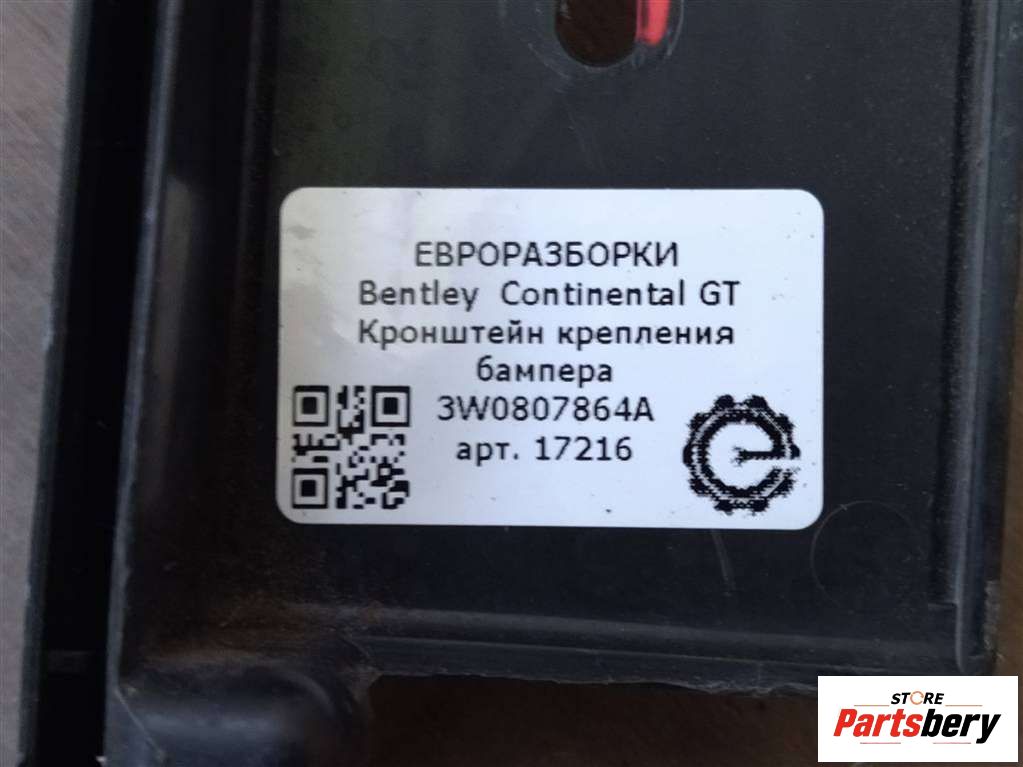 ЕВРОРАЗБОРКИ
Bentley Continental GT
Кронштейн крепления
бампера
3W0807864A
арт. 17216
STORE
Partsbery